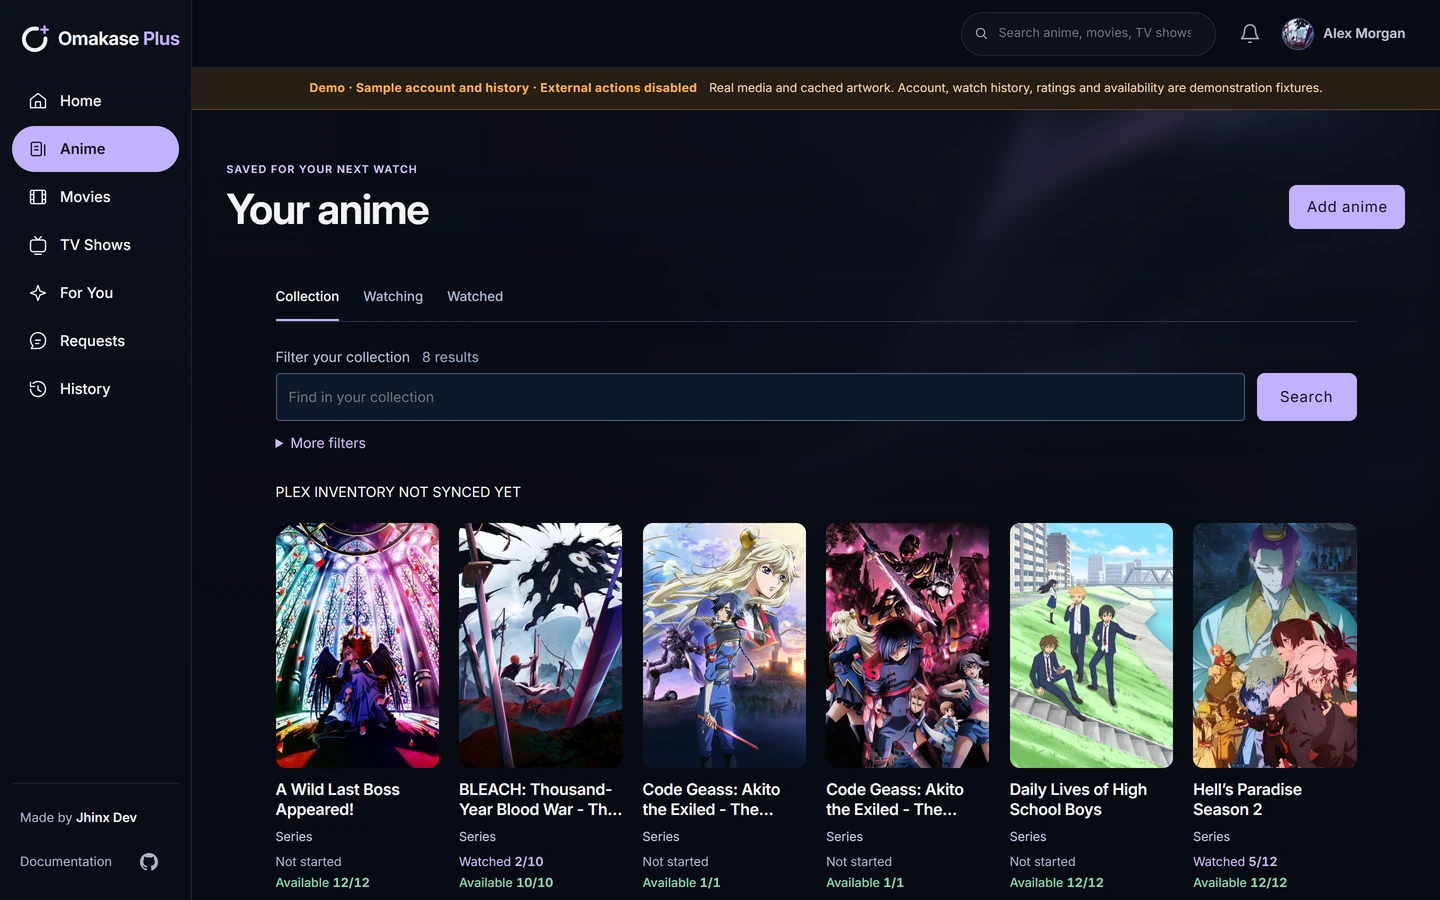 Omakase Plus
Search anime, movies, TV shows
Alex Morgan
Home
Anime
Movies
TV Shows
For You
Requests
History
Demo · Sample account and history · External actions disabled Real media and cached artwork. Account, watch history, ratings and availability are demonstration fixtures.
SAVED FOR YOUR NEXT WATCH
Your anime
Add anime
Collection Watching Watched
Filter your collection 8 results
Find in your collection
Search
More filters
PLEX INVENTORY NOT SYNCED YET
A Wild Last Boss
Appeared!
Series
Not started
Available 12/12
BLEACH: Thousand-
Year Blood War - Th...
Series
Watched 2/10
Available 10/10
Code Geass: Akito
the Exiled - The...
Series
Not started
Available 1/1
Code Geass: Akito
the Exiled - The...
Series
Not started
Available 1/1
Daily Lives of High
School Boys
Series
Not started
Available 12/12
Hell's Paradise
Season 2
Series
Watched 5/12
Available 12/12
Made by Jhinx Dev
Documentation